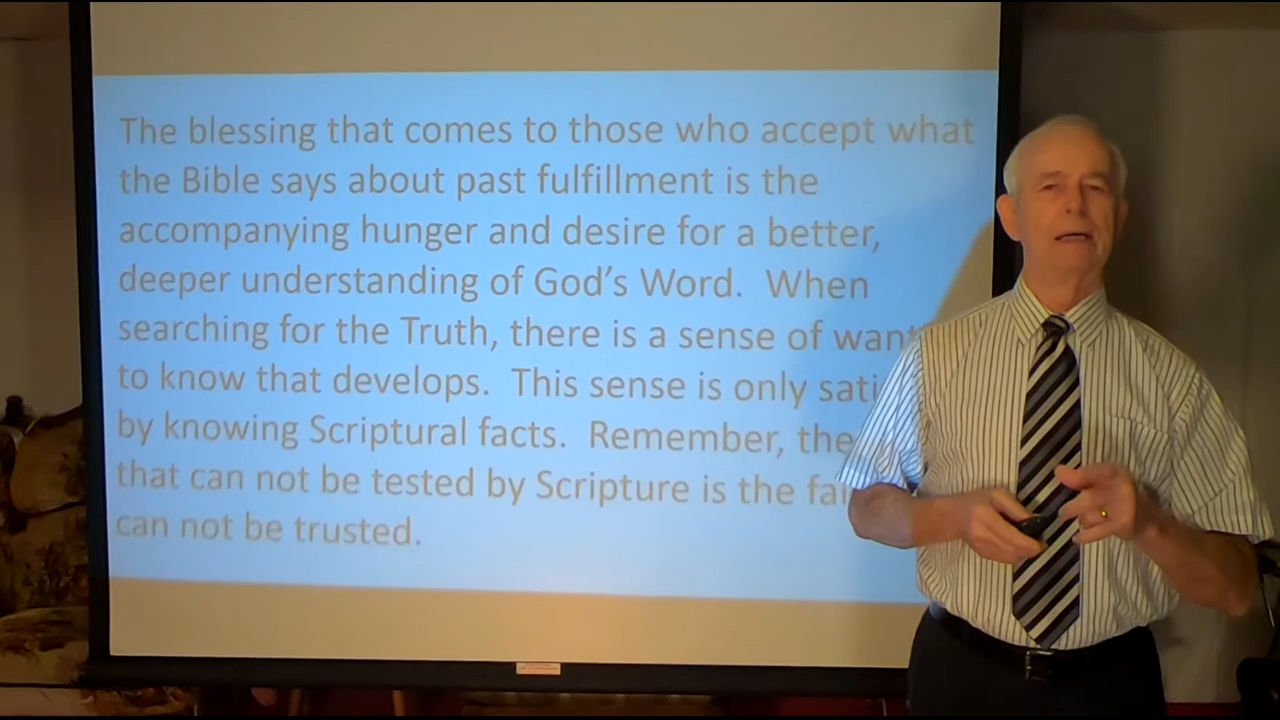 The blessing that comes to those who accept what
the Bible says about past fulfillment is the
accompanying hunger and desire for a better,
deeper understanding of God's Word.  When
searching for the Truth, there is a sense of
to know that develops.  This sense is only
by knowing Scriptural facts.  Remember, the
that can not be tested by Scripture is the
can not be trusted.